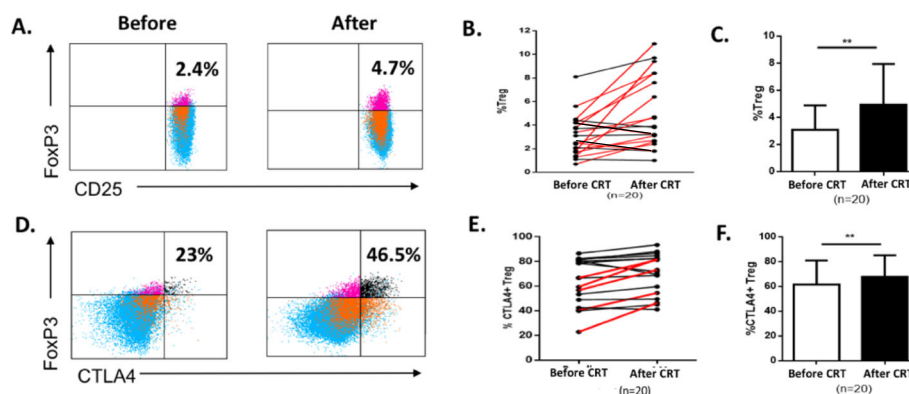 A.
Before
After
2.4%
4.7%
FoxP3
CD25
B.
%Treg
12
10
8
6
4
2
0
Before CRT After CRT
(n=20)
C.
**
%Treg
10
8
6
4
2
0
Before CRT After CRT
(n=20)
D.
23%
46.5%
FoxP3
CTLA4
E.
% CTLA4+ Treg
100
80
60
40
20
0
Before CRT After CRT
(n=20)
F.
**
%CTLA4+ Treg
100
80
60
40
20
0
Before CRT After CRT
(n=20)